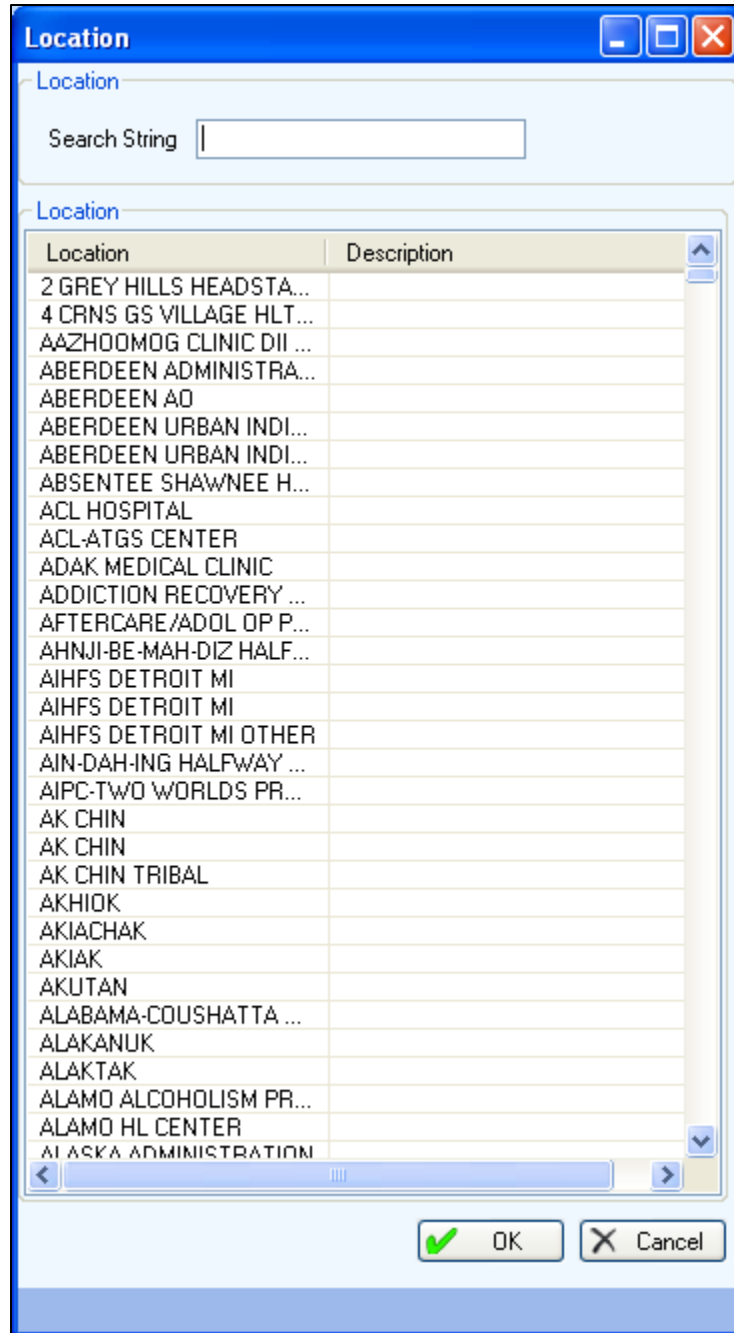 Location
Location
Search String
Location
Location Description
2 GREY HILLS HEADSTA...
4 CRNS GS VILLAGE HLT...
AAZHOOMOG CLINIC DII ...
ABERDEEN ADMINISTRA...
ABERDEEN AO
ABERDEEN URBAN INDI...
ABERDEEN URBAN INDI...
ABSENTEE SHAWNEE H...
ACL HOSPITAL
ACL-ATGS CENTER
ADAK MEDICAL CLINIC
ADDICTION RECOVERY ...
AFTERCARE/ADOL OP P...
AHNJI-BE-MAH-DIZ HALF...
AIHFS DETROIT MI
AIHFS DETROIT MI
AIHFS DETROIT MI OTHER
AIN-DAH-ING HALFWAY ...
AIPC-TWO WORLDS PR...
AK CHIN
AK CHIN
AK CHIN TRIBAL
AKHIOK
AKIACHAK
AKIAK
AKUTAN
ALABAMA-COUSHATTA ...
ALAKANUK
ALAKTAK
ALAMO ALCOHOLISM PR...
ALAMO HL CENTER
ALASKA ADMINISTRATION
OK Cancel